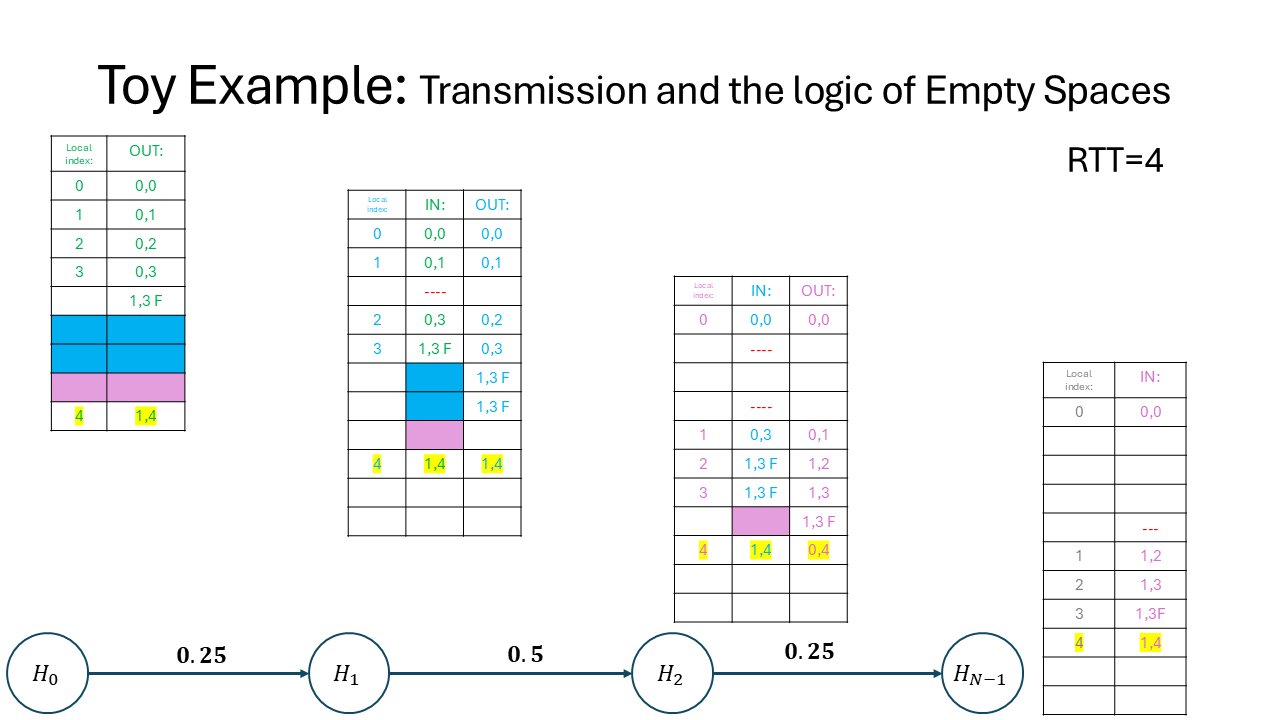 Toy Example: Transmission and the logic of Empty Spaces
RTT=4
Local index: OUT:
0 0,0
1 0,1
2 0,2
3 0,3
1,3 F
4 1,4
Local index: IN: OUT:
0 0,0 0,0
1 0,1 0,1
----
2 0,3 0,2
3 1,3 F 0,3
1,3 F
1,3 F
4 1,4 1,4
Local index: IN: OUT:
0 0,0 0,0
----
----
1 0,3 0,1
2 1,3 F 1,2
3 1,3 F 1,3
1,3 F
4 1,4 0,4
Local index: IN:
0 0,0
---
1 1,2
2 1,3
3 1,3F
4 1,4
H0 0.25 H1 0.5 H2 0.25 HN−1